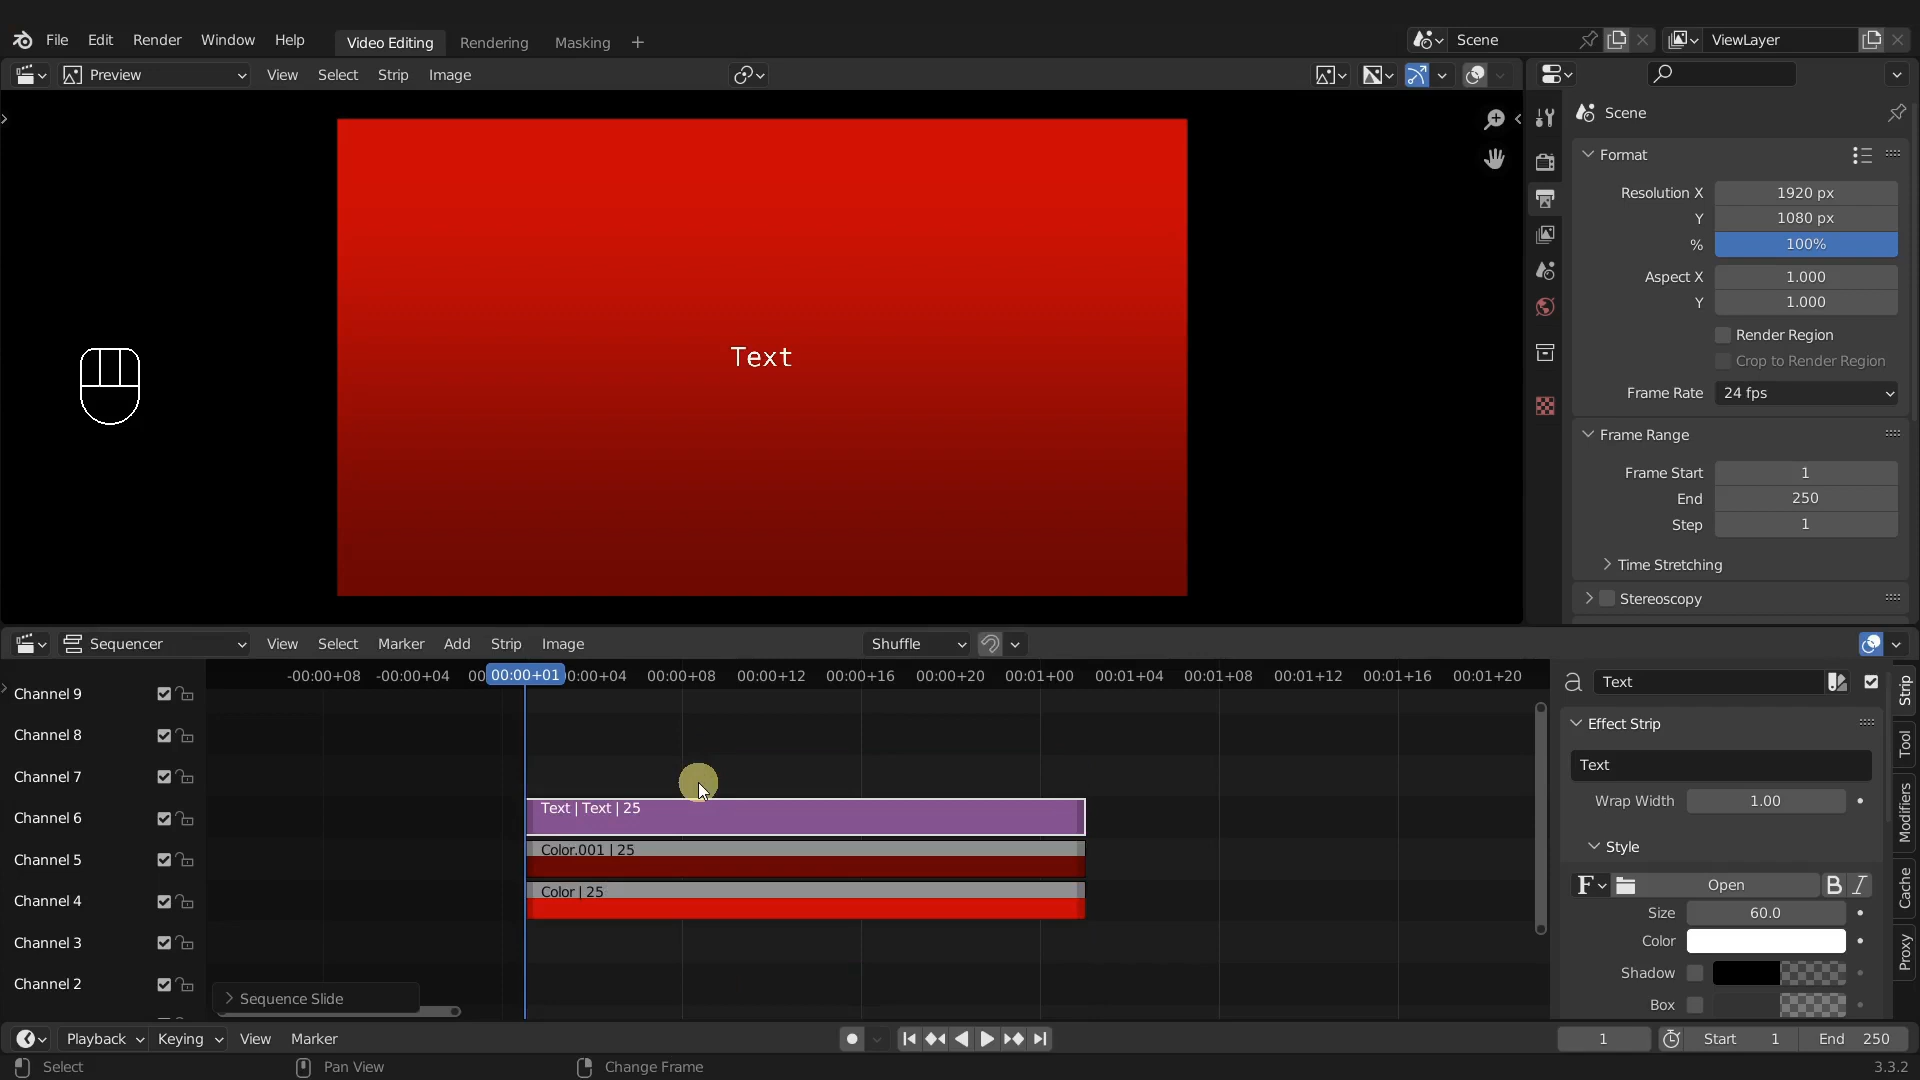 File Edit Render Window Help Video Editing Rendering Masking + Scene ViewLayer
Preview View Select Strip Image
Scene
Format
Resolution X 1920 px
Y 1080 px
% 100%
Aspect X 1.000
Y 1.000
Render Region
Crop to Render Region
Frame Rate 24 fps
Frame Range
Frame Start 1
End 250
Step 1
Time Stretching
Stereoscopy
Text
Sequencer View Select Marker Add Strip Image Shuffle
-00:00+08 -00:00+04 00 00:00+01 0:00+04 00:00+08 00:00+12 00:00+16 00:00+20 00:01+00 00:01+04 00:01+08 00:01+12 00:01+16 00:01+20
Channel 9
Channel 8
Channel 7
Channel 6
Channel 5
Channel 4
Channel 3
Channel 2
Text | Text | 25
Color.001 | 25
Color | 25
Sequence Slide
Text
Effect Strip
Text
Wrap Width 1.00
Style
F Open B I
Size 60.0
Color
Shadow
Box
Strip
Tool
Modifiers
Cache
Proxy
Playback Keying View Marker 1 Start 1 End 250
Select Pan View Change Frame 3.3.2